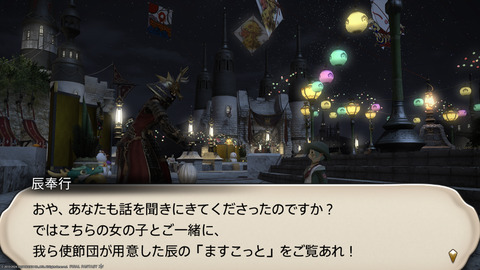 辰奉行
おや、あなたも話を聞きにきてくださったのですか？
ではこちらの女の子とご一緒に、
我ら使節団が用意した辰の「ますこっと」をご覧あれ！